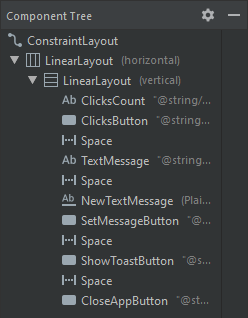 Component Tree
ConstraintLayout
LinearLayout (horizontal)
LinearLayout (vertical)
Ab ClicksCount "@string/...
ClicksButton "@string...
Space
Ab TextMessage "@string...
Space
Ab NewTextMessage (Plai...
SetMessageButton "@...
Space
ShowToastButton "@s...
Space
CloseAppButton "@st...